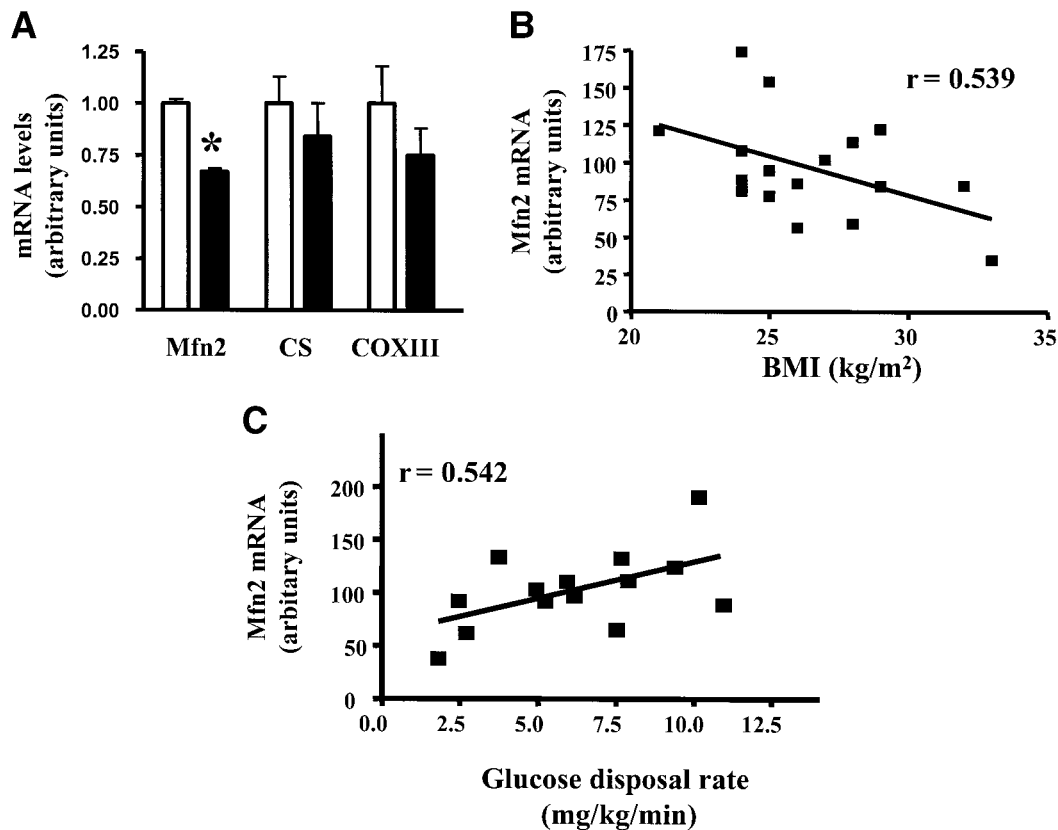 A
mRNA levels
(arbitrary units)
1.25
1.00
0.75
0.50
0.25
0.00
*
Mfn2 CS COXIII
B
Mfn2 mRNA
(arbitrary units)
175
150
125
100
75
50
25
0
r = 0.539
20 25 30 35
BMI (kg/m²)
C
Mfn2 mRNA
(arbitary units)
r = 0.542
200
150
100
50
0
0.0 2.5 5.0 7.5 10.0 12.5
Glucose disposal rate
(mg/kg/min)